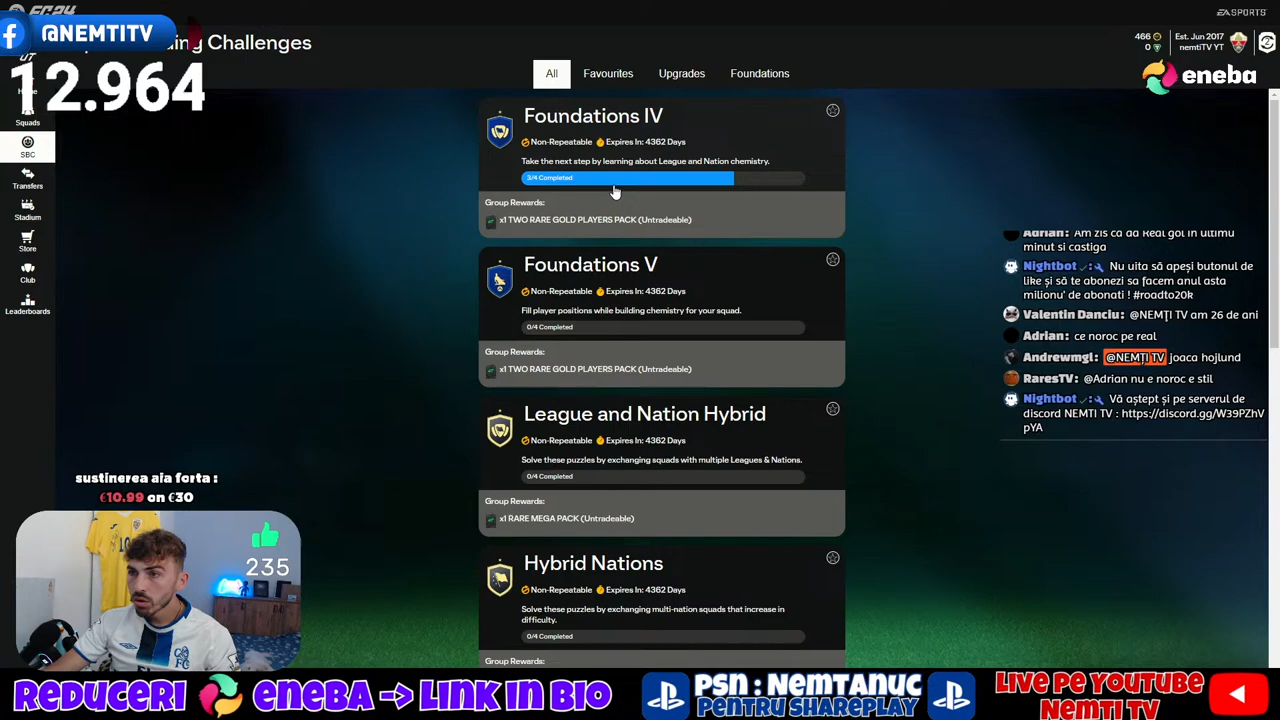 FC24
EA SPORTS
@NEMTITV
ding Challenges
12.964
466
0
Est. Jun 2017
nemtiTV YT
eneba
All
Favourites
Upgrades
Foundations
Squads
SBC
Transfers
Stadium
Store
Club
Leaderboards
Foundations IV
Non-Repeatable Expires In: 4362 Days
Take the next step by learning about League and Nation chemistry.
3/4 Completed
Group Rewards:
x1 TWO RARE GOLD PLAYERS PACK (Untradeable)
Foundations V
Non-Repeatable Expires In: 4362 Days
Fill player positions while building chemistry for your squad.
0/4 Completed
Group Rewards:
x1 TWO RARE GOLD PLAYERS PACK (Untradeable)
League and Nation Hybrid
Non-Repeatable Expires In: 4362 Days
Solve these puzzles by exchanging squads with multiple Leagues & Nations.
0/4 Completed
Group Rewards:
x1 RARE MEGA PACK (Untradeable)
Hybrid Nations
Non-Repeatable Expires In: 4362 Days
Solve these puzzles by exchanging multi-nation squads that increase in
difficulty.
0/4 Completed
Group Rewards:
Adrian: Am zis ca da Real gol in ultimu
minut si castiga
Nightbot: Nu uita să apeși butonul de
like și să te abonezi sa facem anul asta
milionu' de abonati ! #roadto20k
Valentin Danciu: @NEMȚI TV am 26 de ani
Adrian: ce noroc pe real
Andrewmgl: @NEMȚI TV joaca hojlund
RaresTV: @Adrian nu e noroc e stil
Nightbot: Vă aștept și pe serverul de
discord NEMTI TV : https://discord.gg/W39PZhV
pYA
sustinerea aia forta :
€10.99 on €30
235
REDUCERI eneba -> LINK IN BIO
PSN : Nemtanuc
PENTRU SHAREPLAY
LIVE PE YOUTUBE
NEMTI TV